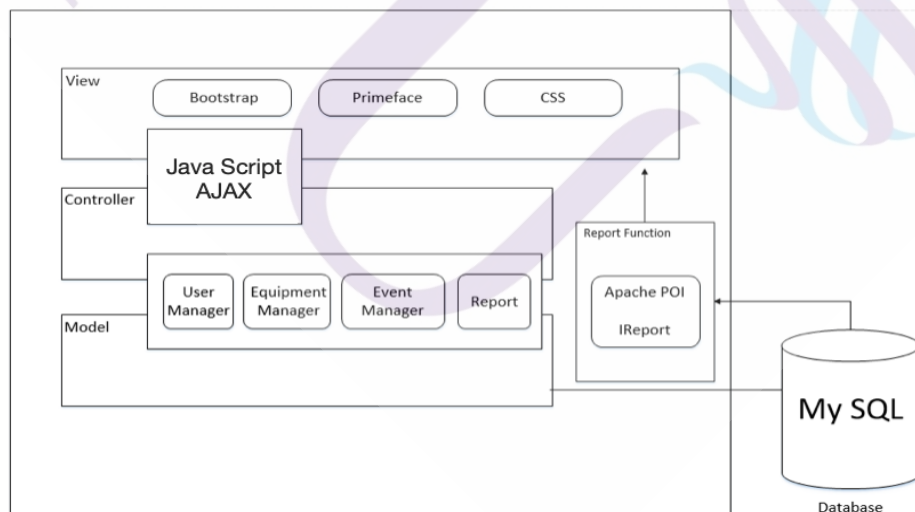 View
Bootstrap
Primeface
CSS
Java Script
AJAX
Controller
Report Function
User
Manager
Equipment
Manager
Event
Manager
Report
Apache POI
IReport
Model
My SQL
Database